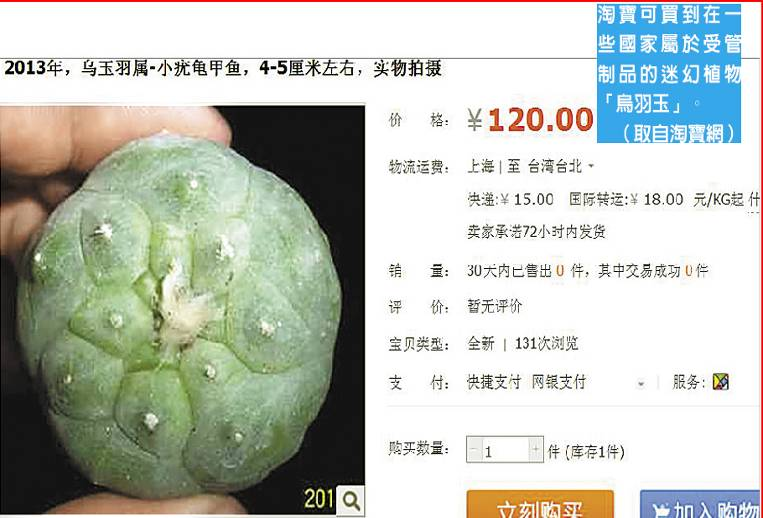 淘寶可買到在一
些國家屬於受管
制品的迷幻植物
「烏羽玉」。
（取自淘寶網）
2013年，乌玉羽属-小扰龟甲鱼，4-5厘米左右，实物拍摄
价 格： ¥120.00
物流运费： 上海 | 至 台湾台北
快递:¥ 15.00 国际转运:¥ 18.00 元/KG起 什
卖家承诺72小时内发货
销 量： 30天内已售出 0 件，其中交易成功 0 件
评 价： 暂无评价
宝贝类型： 全新 | 131次浏览
支 付： 快捷支付 网银支付 服务：
购买数量： - 1 + 件 (库存1件)
201
立刻购买 加入购物